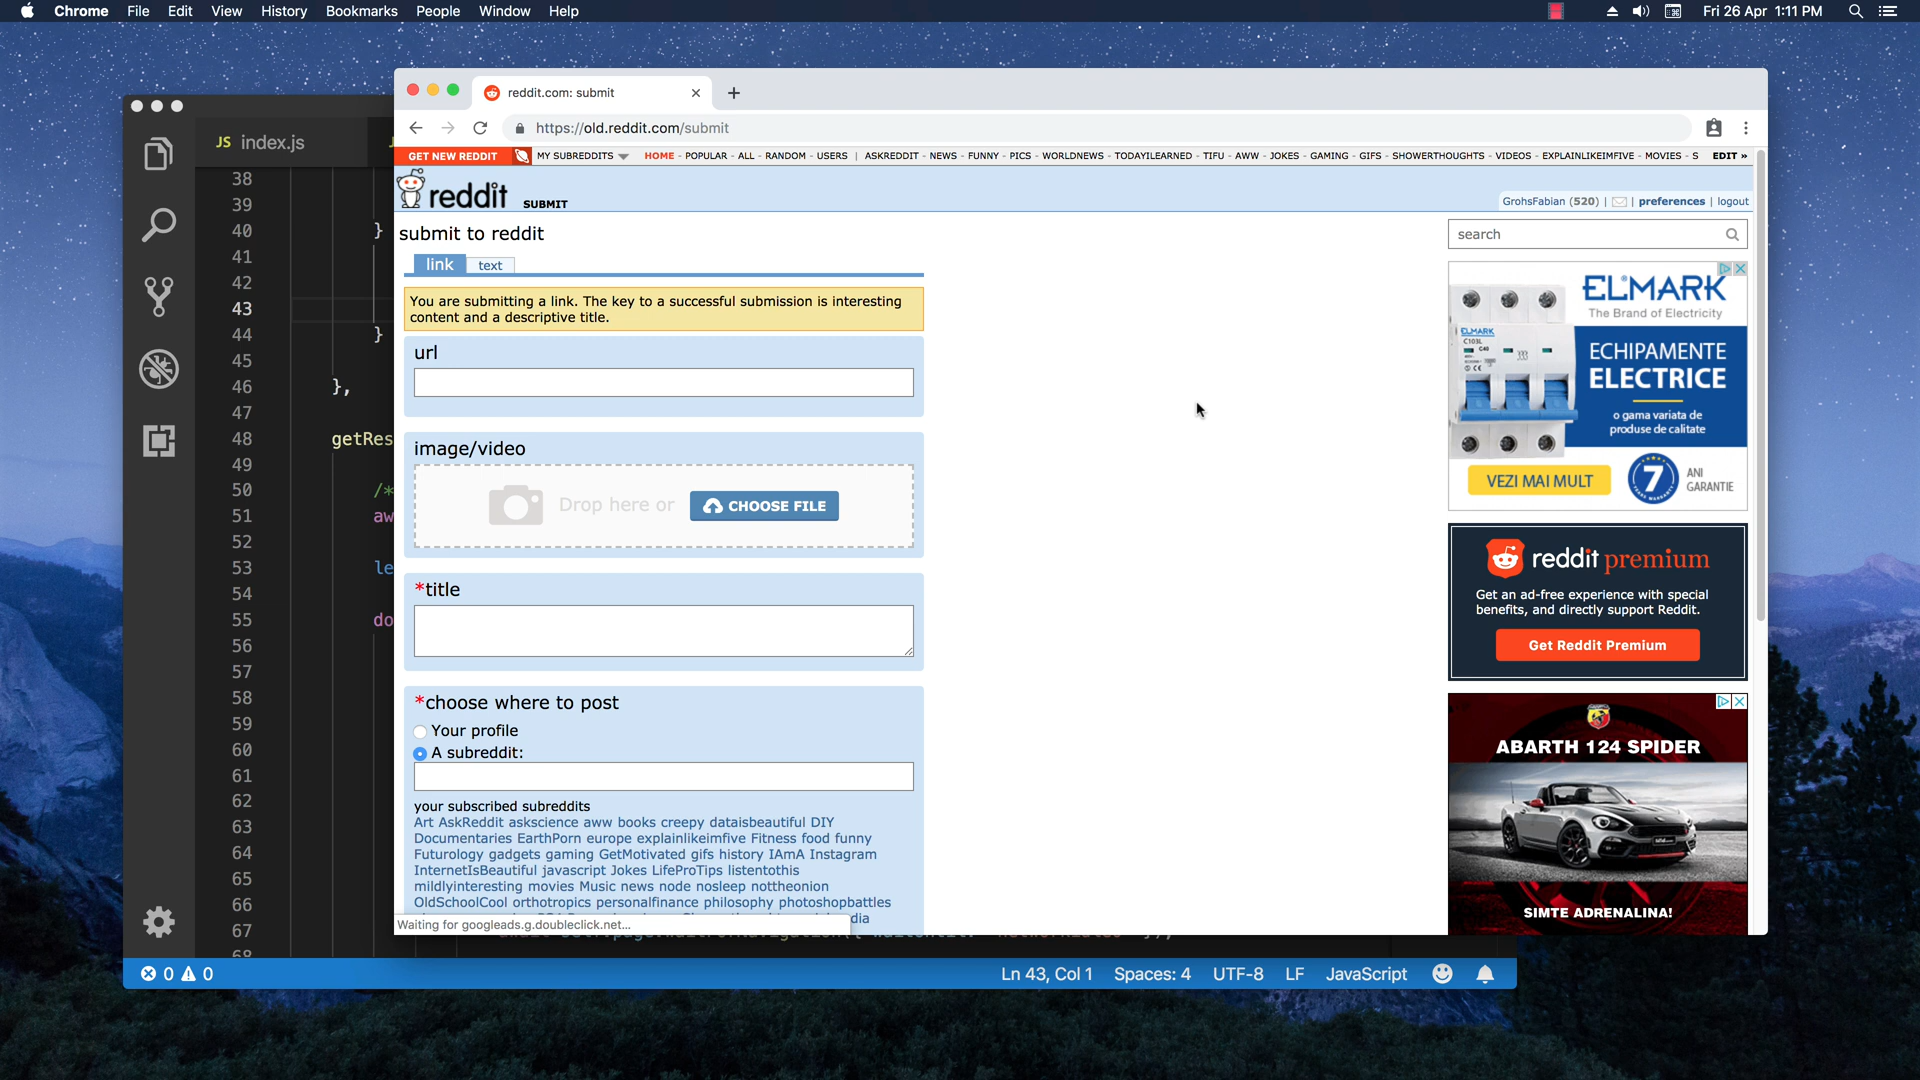 Chrome File Edit View History Bookmarks People Window Help
Fri 26 Apr 1:11 PM
reddit.com: submit
https://old.reddit.com/submit
GET NEW REDDIT MY SUBREDDITS HOME - POPULAR - ALL - RANDOM - USERS | ASKREDDIT - NEWS - FUNNY - PICS - WORLDNEWS - TODAYILEARNED - TIFU - AWW - JOKES - GAMING - GIFS - SHOWERTHOUGHTS - VIDEOS - EXPLAINLIKEIMFIVE - MOVIES - S EDIT »
reddit SUBMIT
GrohsFabian (520) | | preferences | logout
submit to reddit
link text
You are submitting a link. The key to a successful submission is interesting
content and a descriptive title.
url
image/video
Drop here or CHOOSE FILE
*title
*choose where to post
Your profile
A subreddit:
your subscribed subreddits
Art AskReddit askscience aww books creepy dataisbeautiful DIY
Documentaries EarthPorn europe explainlikeimfive Fitness food funny
Futurology gadgets gaming GetMotivated gifs history IAmA Instagram
InternetIsBeautiful javascript Jokes LifeProTips listentothis
mildlyinteresting movies Music news node nosleep nottheonion
OldSchoolCool orthotropics personalfinance philosophy photoshopbattles
dia
Waiting for googleads.g.doubleclick.net...
search
ELMARK
The Brand of Electricity
ELMARK
C103L
C40
ECHIPAMENTE
ELECTRICE
o gama variata de
produse de calitate
VEZI MAI MULT
7
ANI
GARANTIE
reddit premium
Get an ad-free experience with special
benefits, and directly support Reddit.
Get Reddit Premium
ABARTH 124 SPIDER
SIMTE ADRENALINA!
JS index.js
38
39
40 }
41
42
43
44 }
45
46 },
47
48 getRes
49
50 /*
51 aw
52
53 le
54
55 do
56
57
58
59
60
61
62
63
64
65
66
67
68
0 0
Ln 43, Col 1 Spaces: 4 UTF-8 LF JavaScript